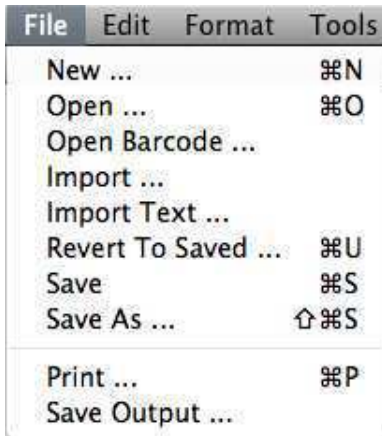 File Edit Format Tools
New ... ⌘N
Open ... ⌘O
Open Barcode ...
Import ...
Import Text ...
Revert To Saved ... ⌘U
Save ⌘S
Save As ... ⇧⌘S
Print ... ⌘P
Save Output ...